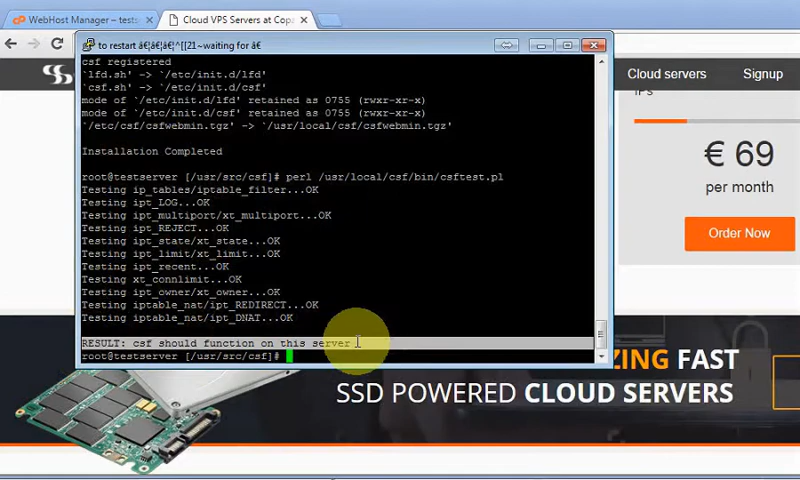 WebHost Manager – tests
Cloud VPS Servers at Copa
to restart â€¦â€¦â€¦^[[21~waiting for â€
csf registered
`lfd.sh' -> `/etc/init.d/lfd'
`csf.sh' -> `/etc/init.d/csf'
mode of `/etc/init.d/lfd' retained as 0755 (rwxr-xr-x)
mode of `/etc/init.d/csf' retained as 0755 (rwxr-xr-x)
`/etc/csf/csfwebmin.tgz' -> `/usr/local/csf/csfwebmin.tgz'
Installation Completed
root@testserver [/usr/src/csf]# perl /usr/local/csf/bin/csftest.pl
Testing ip_tables/iptable_filter...OK
Testing ipt_LOG...OK
Testing ipt_multiport/xt_multiport...OK
Testing ipt_REJECT...OK
Testing ipt_state/xt_state...OK
Testing ipt_limit/xt_limit...OK
Testing ipt_recent...OK
Testing xt_connlimit...OK
Testing ipt_owner/xt_owner...OK
Testing iptable_nat/ipt_REDIRECT...OK
Testing iptable_nat/ipt_DNAT...OK
RESULT: csf should function on this server
root@testserver [/usr/src/csf]#
Cloud servers
Signup
IPs
€ 69
per month
Order Now
ZING FAST
SSD POWERED CLOUD SERVERS